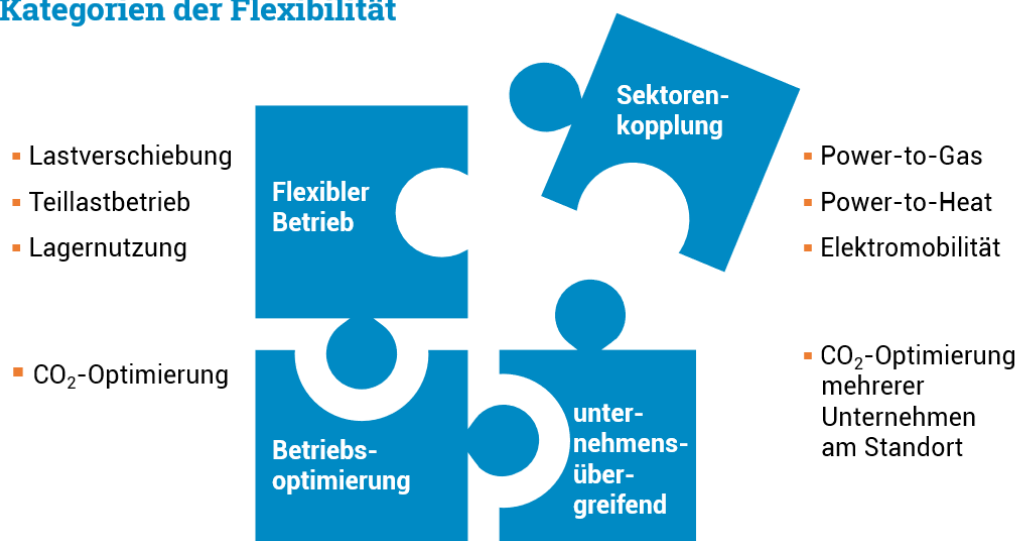 Kategorien der Flexibilität
Lastverschiebung
Teillastbetrieb
Lagernutzung
Flexibler
Betrieb
Sektoren-
kopplung
Power-to-Gas
Power-to-Heat
Elektromobilität
CO₂-Optimierung
Betriebs-
optimierung
unter-
nehmens-
über-
greifend
CO₂-Optimierung
mehrerer
Unternehmen
am Standort